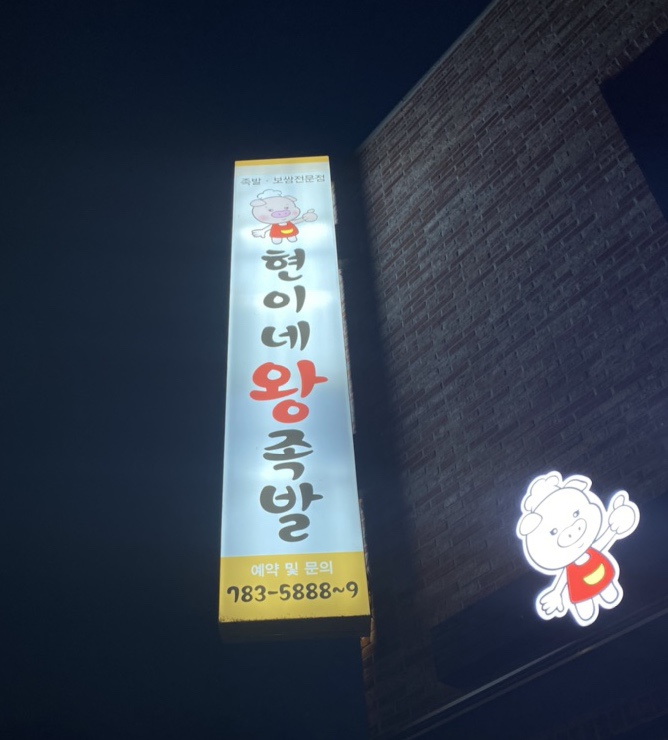 족발 · 보쌈전문점
현이네왕족발
예약 및 문의
783-5888~9